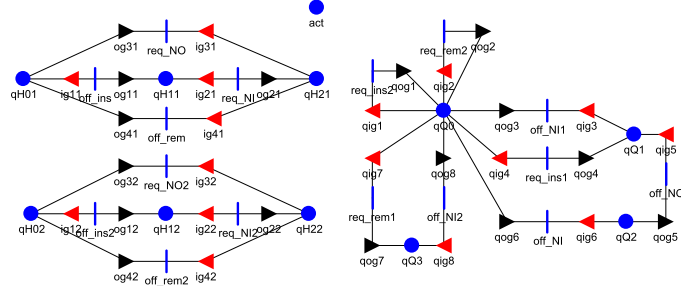 act
og31
req_NO
ig31
qH01
ig11
off_ins
og11
qH11
ig21
req_NI
og21
qH21
og41
off_rem
ig41
og32
req_NO2
ig32
qH02
ig12
off_ins2
og12
qH12
ig22
req_NI2
og22
qH22
og42
off_rem2
ig42
req_rem2
qog2
req_ins2
qog1
qig2
qig1
qQ0
qog3
off_NI1
qig3
qQ1
qig5
qig7
qog8
qig4
req_ins1
qog4
off_NO
req_rem1
off_NI2
qog6
off_NI
qig6
qQ2
qog5
qog7
qQ3
qig8